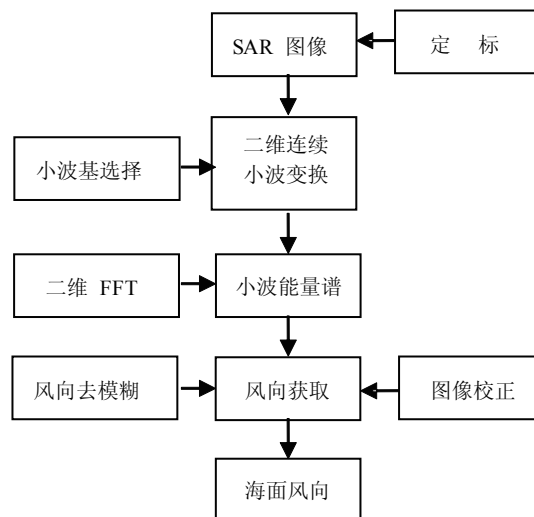 SAR 图像
定 标
小波基选择
二维连续
小波变换
二维 FFT
小波能量谱
风向去模糊
风向获取
图像校正
海面风向